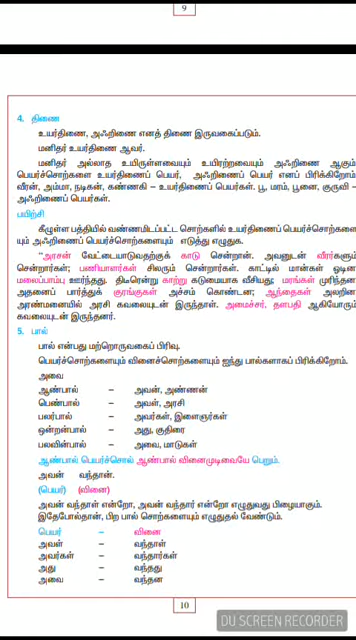 9
4. திணை
உயர்திணை, அஃறிணை எனத் திணை இருவகைப்படும்.
மனிதர் உயர்திணை ஆவர்.
மனிதர் அல்லாத உயிருள்ளவையும் உயிரற்றவையும் அஃறிணை ஆகும்
பெயர்ச்சொற்களை உயர்திணைப் பெயர், அஃறிணைப் பெயர் எனப் பிரிக்கிறோம்
வீரன், அம்மா, நடிகன், கண்ணகி – உயர்திணைப் பெயர்கள். பூ, மரம், பூனை, குருவி –
அஃறிணைப் பெயர்கள்.
பயிற்சி
கீழுள்ள பத்தியில் வண்ணமிடப்பட்ட சொற்களில் உயர்திணைப் பெயர்ச்சொற்களை
யும் அஃறிணைப் பெயர்ச்சொற்களையும் எடுத்து எழுதுக.
"அரசன் வேட்டையாடுவதற்குக் காடு சென்றான். அவனுடன் வீரர்களும்
சென்றார்கள்; பணியாளர்கள் சிலரும் சென்றார்கள். காட்டில் மான்கள் ஓடின
மலைப்பாம்பு ஊர்ந்தது. திடீரென்று காற்று கடுமையாக வீசியது; மரங்கள் முறிந்தன
அதனைப் பார்த்துக் குரங்குகள் அச்சம் கொண்டன; ஆந்தைகள் அலறின
அரண்மனையில் அரசி கவலையுடன் இருந்தாள். அமைச்சர், தளபதி ஆகியோரும்
கவலையுடன் இருந்தனர்.
5. பால்
பால் என்பது மற்றொருவகைப் பிரிவு.
பெயர்ச்சொற்களையும் வினைச்சொற்களையும் ஐந்து பால்களாகப் பிரிக்கிறோம்.
அவை
ஆண்பால் – அவன், அண்ணன்
பெண்பால் – அவள், அரசி
பலர்பால் – அவர்கள், இளைஞர்கள்
ஒன்றன்பால் – அது, குதிரை
பலவின்பால் – அவை, மாடுகள்
ஆண்பால் பெயர்ச்சொல் ஆண்பால் வினைமுடிவையே பெறும்.
அவன் வந்தான்.
(பெயர்) (வினை)
அவன் வந்தாள் என்றோ, அவன் வந்தார் என்றோ எழுதுவது பிழையாகும்.
இதேபோல்தான், பிற பால் சொற்களையும் எழுதுதல் வேண்டும்.
பெயர் – வினை
அவள் – வந்தாள்
அவர்கள் – வந்தார்கள்
அது – வந்தது
அவை – வந்தன
10
DU SCREEN RECORDER